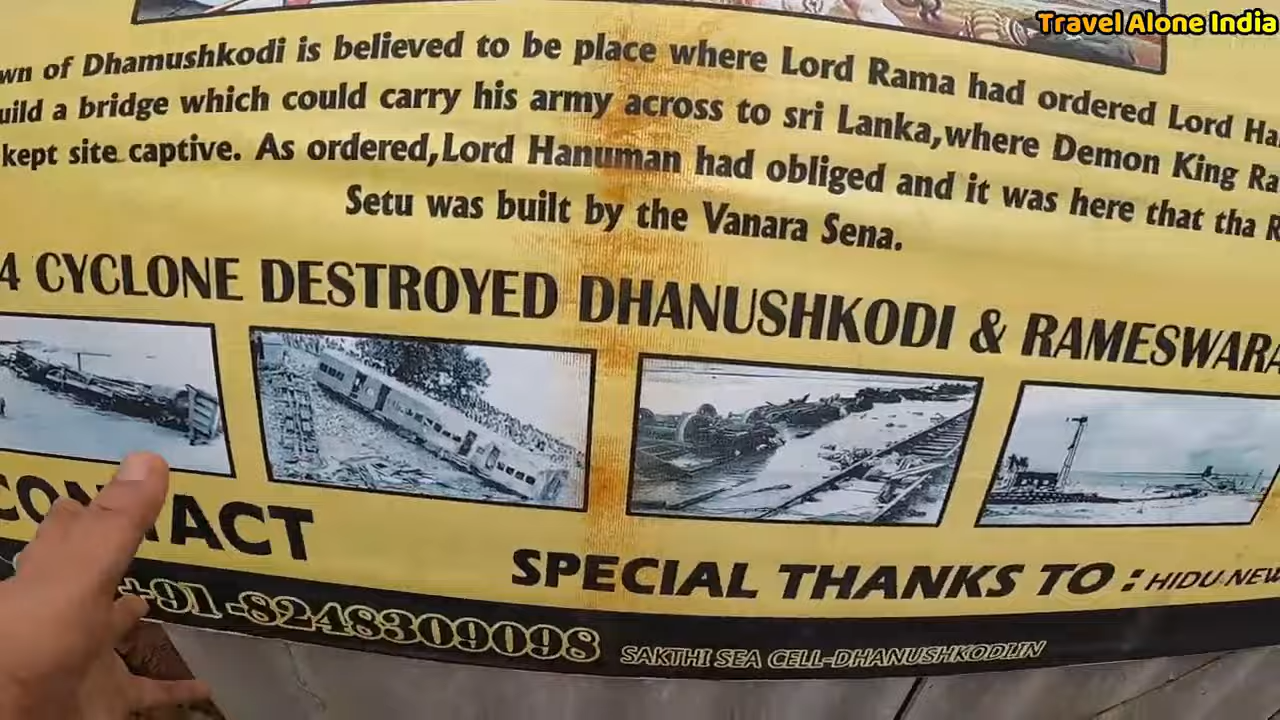 Travel Alone India
wn of Dhamushkodi is believed to be place where Lord Rama had ordered Lord Ha
uild a bridge which could carry his army across to sri Lanka,where Demon King Ra
kept site captive. As ordered,Lord Hanuman had obliged and it was here that tha R
Setu was built by the Vanara Sena.
4 CYCLONE DESTROYED DHANUSHKODI & RAMESWARA
CONTACT
SPECIAL THANKS TO : HIDU NEW
+91-8248309098
SAKTHI SEA CELL-DHANUSHKODI.IN